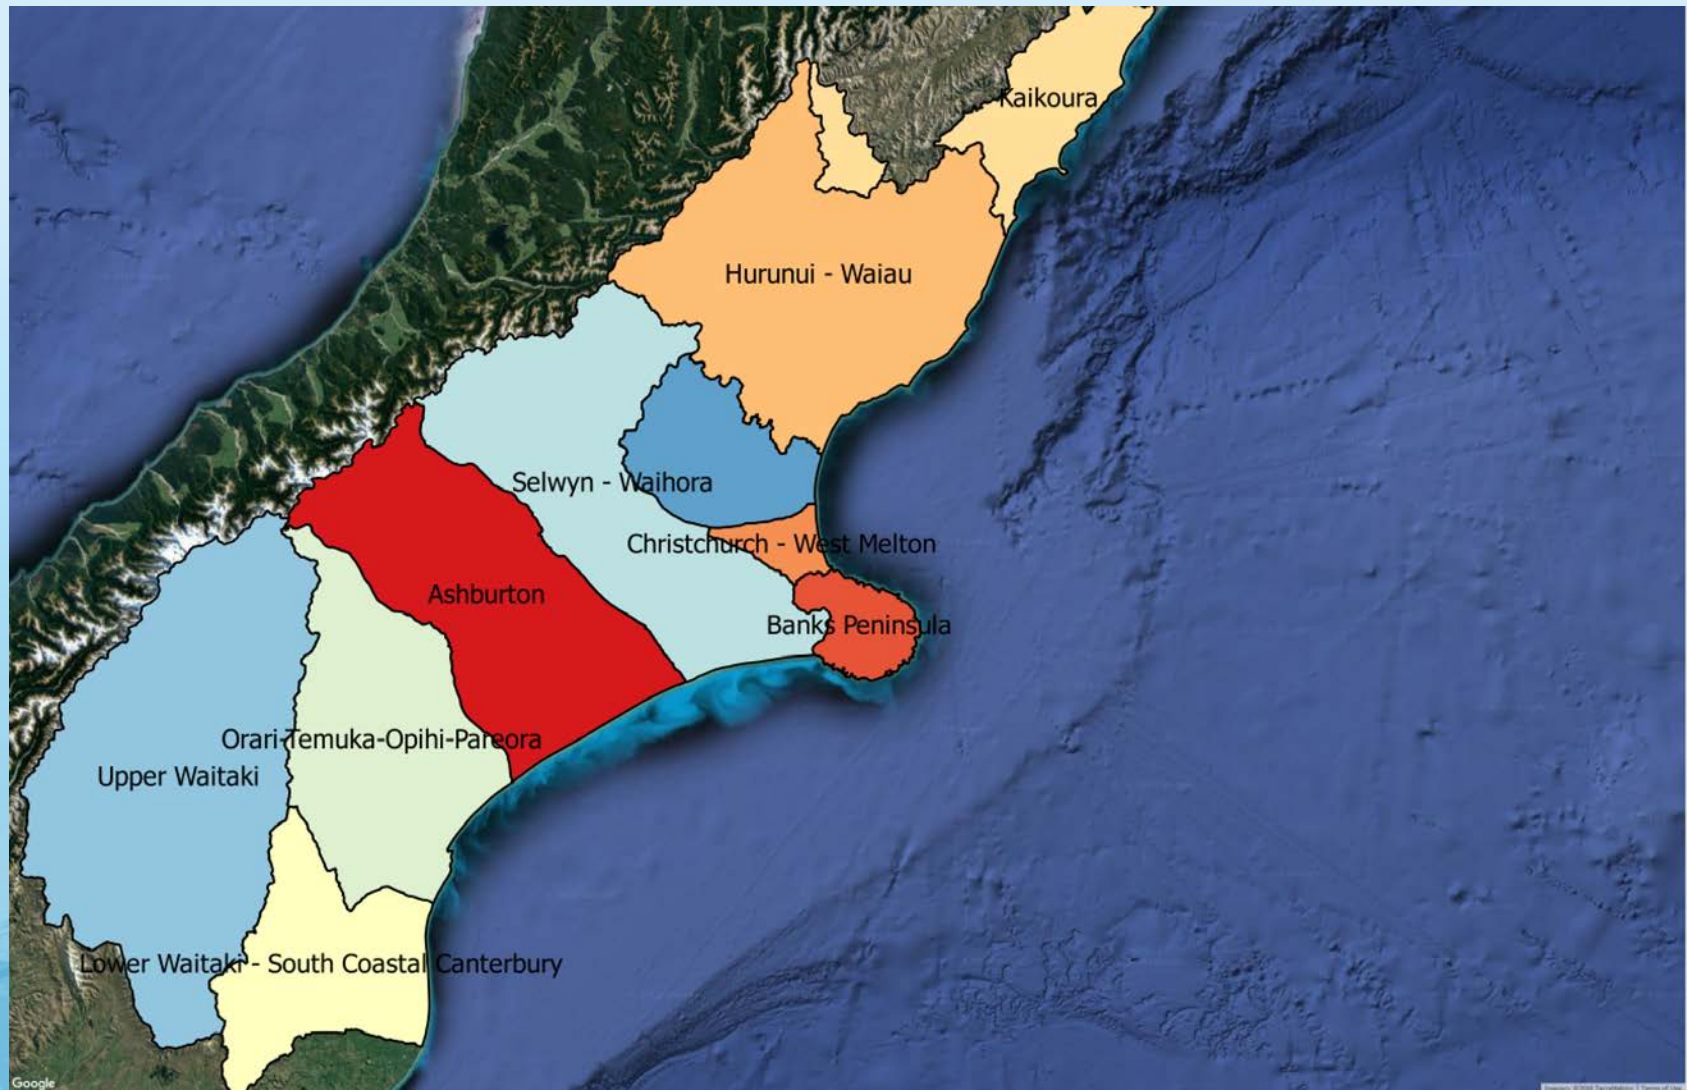 Kaikoura
Hurunui - Waiau
Selwyn - Waihora
Christchurch - West Melton
Ashburton
Banks Peninsula
Orari-Temuka-Opihi-Pareora
Upper Waitaki
Lower Waitaki - South Coastal Canterbury
Google